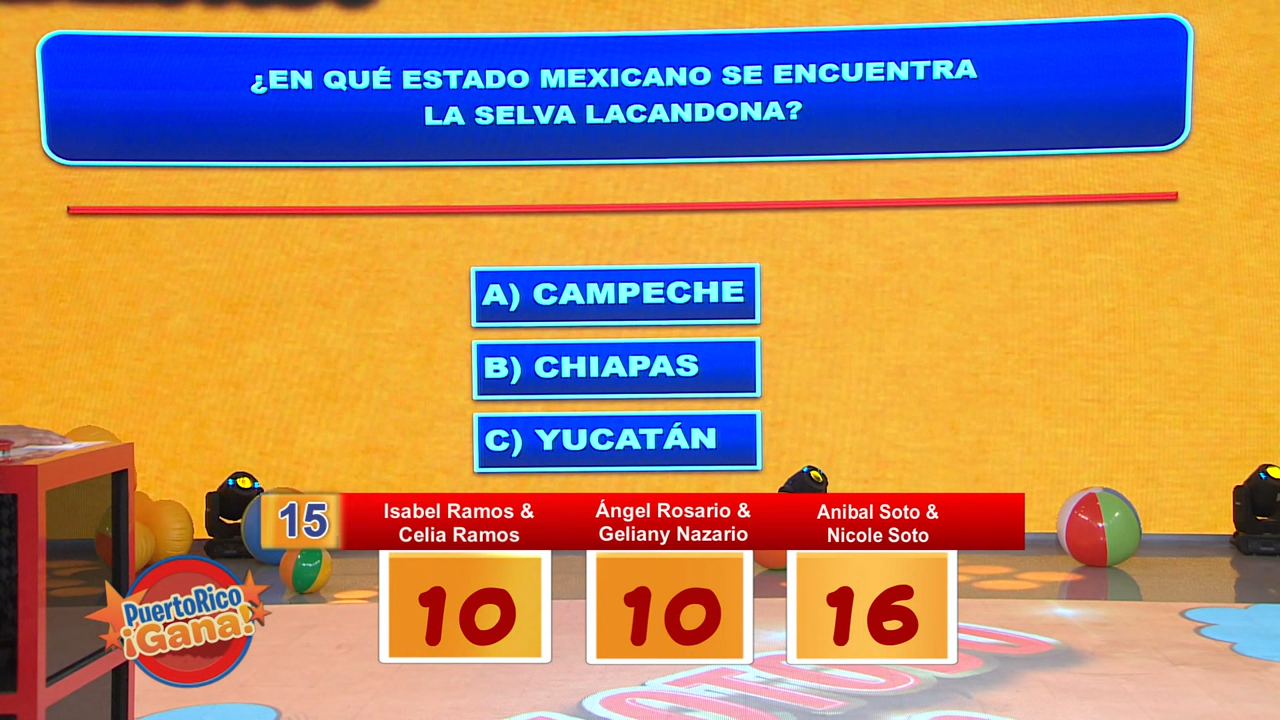 ¿EN QUÉ ESTADO MEXICANO SE ENCUENTRA
LA SELVA LACANDONA?
A) CAMPECHE
B) CHIAPAS
C) YUCATÁN
15
Isabel Ramos &
Celia Ramos
Ángel Rosario &
Geliany Nazario
Anibal Soto &
Nicole Soto
10
10
16
PuertoRico
¡Gana!